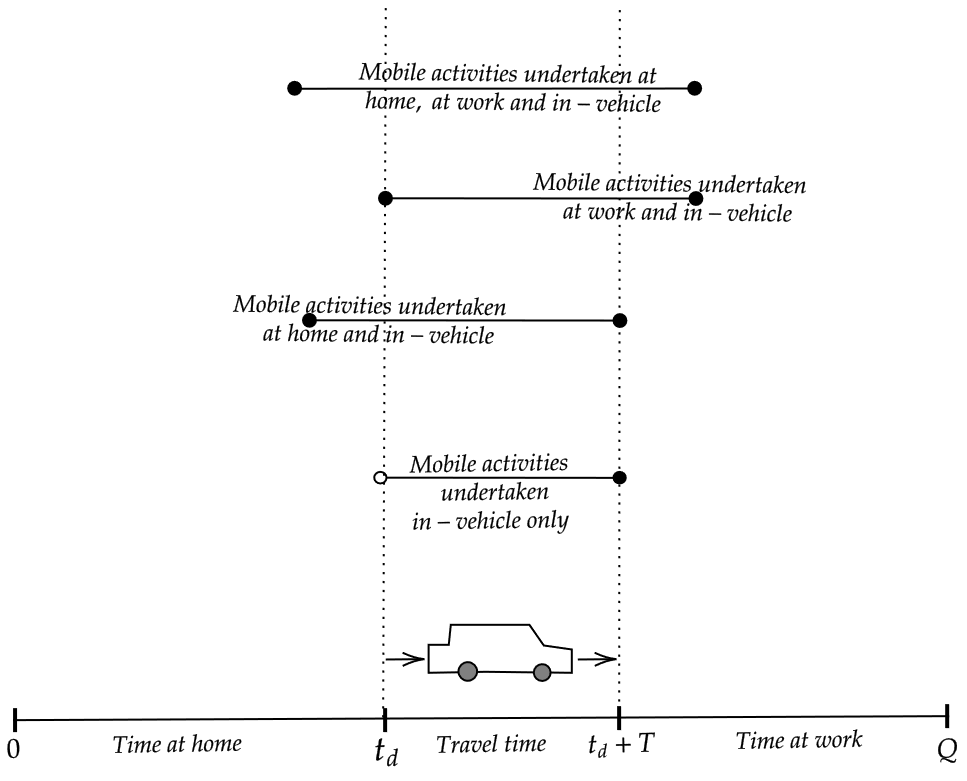 Mobile activities undertaken at
home, at work and in – vehicle
Mobile activities undertaken
at work and in – vehicle
Mobile activities undertaken
at home and in – vehicle
Mobile activities
undertaken
in – vehicle only
0
Time at home
t_d
Travel time
t_d + T
Time at work
Q